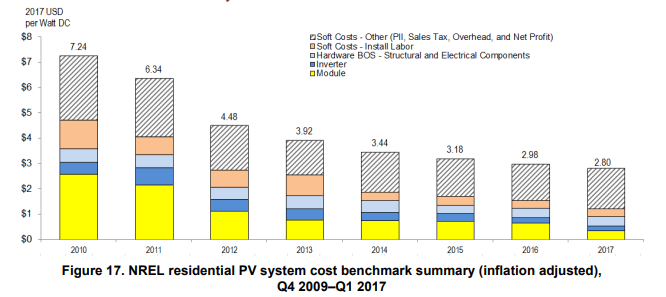 2017 USD
per Watt DC
Soft Costs - Other (PII, Sales Tax, Overhead, and Net Profit)
Soft Costs - Install Labor
Hardware BOS - Structural and Electrical Components
Inverter
Module
$8
$7
$6
$5
$4
$3
$2
$1
$0
7.24
6.34
4.48
3.92
3.44
3.18
2.98
2.80
2010
2011
2012
2013
2014
2015
2016
2017
Figure 17. NREL residential PV system cost benchmark summary (inflation adjusted),
Q4 2009–Q1 2017